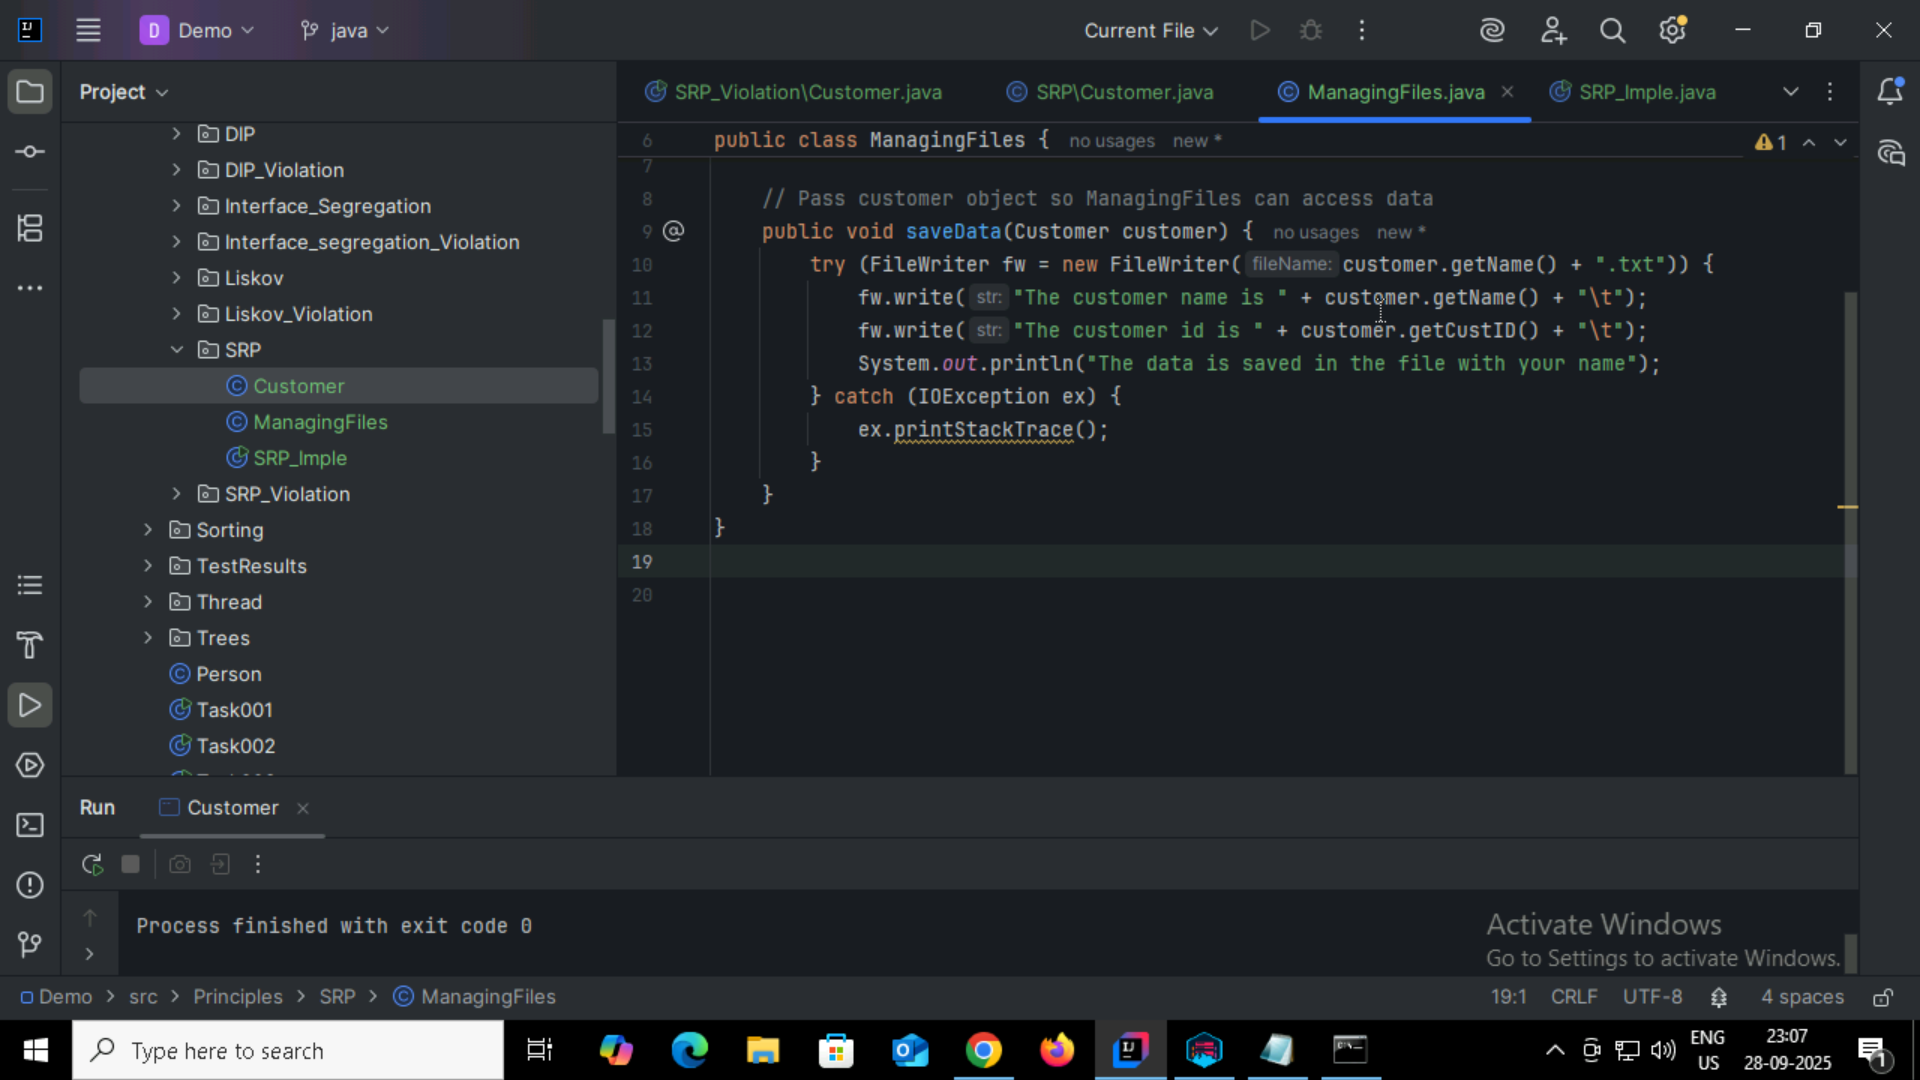 D Demo java Current File
Project
SRP_Violation\Customer.java SRP\Customer.java ManagingFiles.java SRP_Imple.java
DIP
DIP_Violation
Interface_Segregation
Interface_segregation_Violation
Liskov
Liskov_Violation
SRP
Customer
ManagingFiles
SRP_Imple
SRP_Violation
Sorting
TestResults
Thread
Trees
Person
Task001
Task002
6 public class ManagingFiles { no usages new *
1
7
8 // Pass customer object so ManagingFiles can access data
9 @ public void saveData(Customer customer) { no usages new *
10 try (FileWriter fw = new FileWriter( fileName: customer.getName() + ".txt")) {
11 fw.write( str: "The customer name is " + customer.getName() + "\t");
12 fw.write( str: "The customer id is " + customer.getCustID() + "\t");
13 System.out.println("The data is saved in the file with your name");
14 } catch (IOException ex) {
15 ex.printStackTrace();
16 }
17 }
18 }
19
20
Run Customer
Process finished with exit code 0
Activate Windows
Go to Settings to activate Windows.
Demo > src > Principles > SRP > ManagingFiles 19:1 CRLF UTF-8 4 spaces
Type here to search
ENG
US
23:07
28-09-2025
1